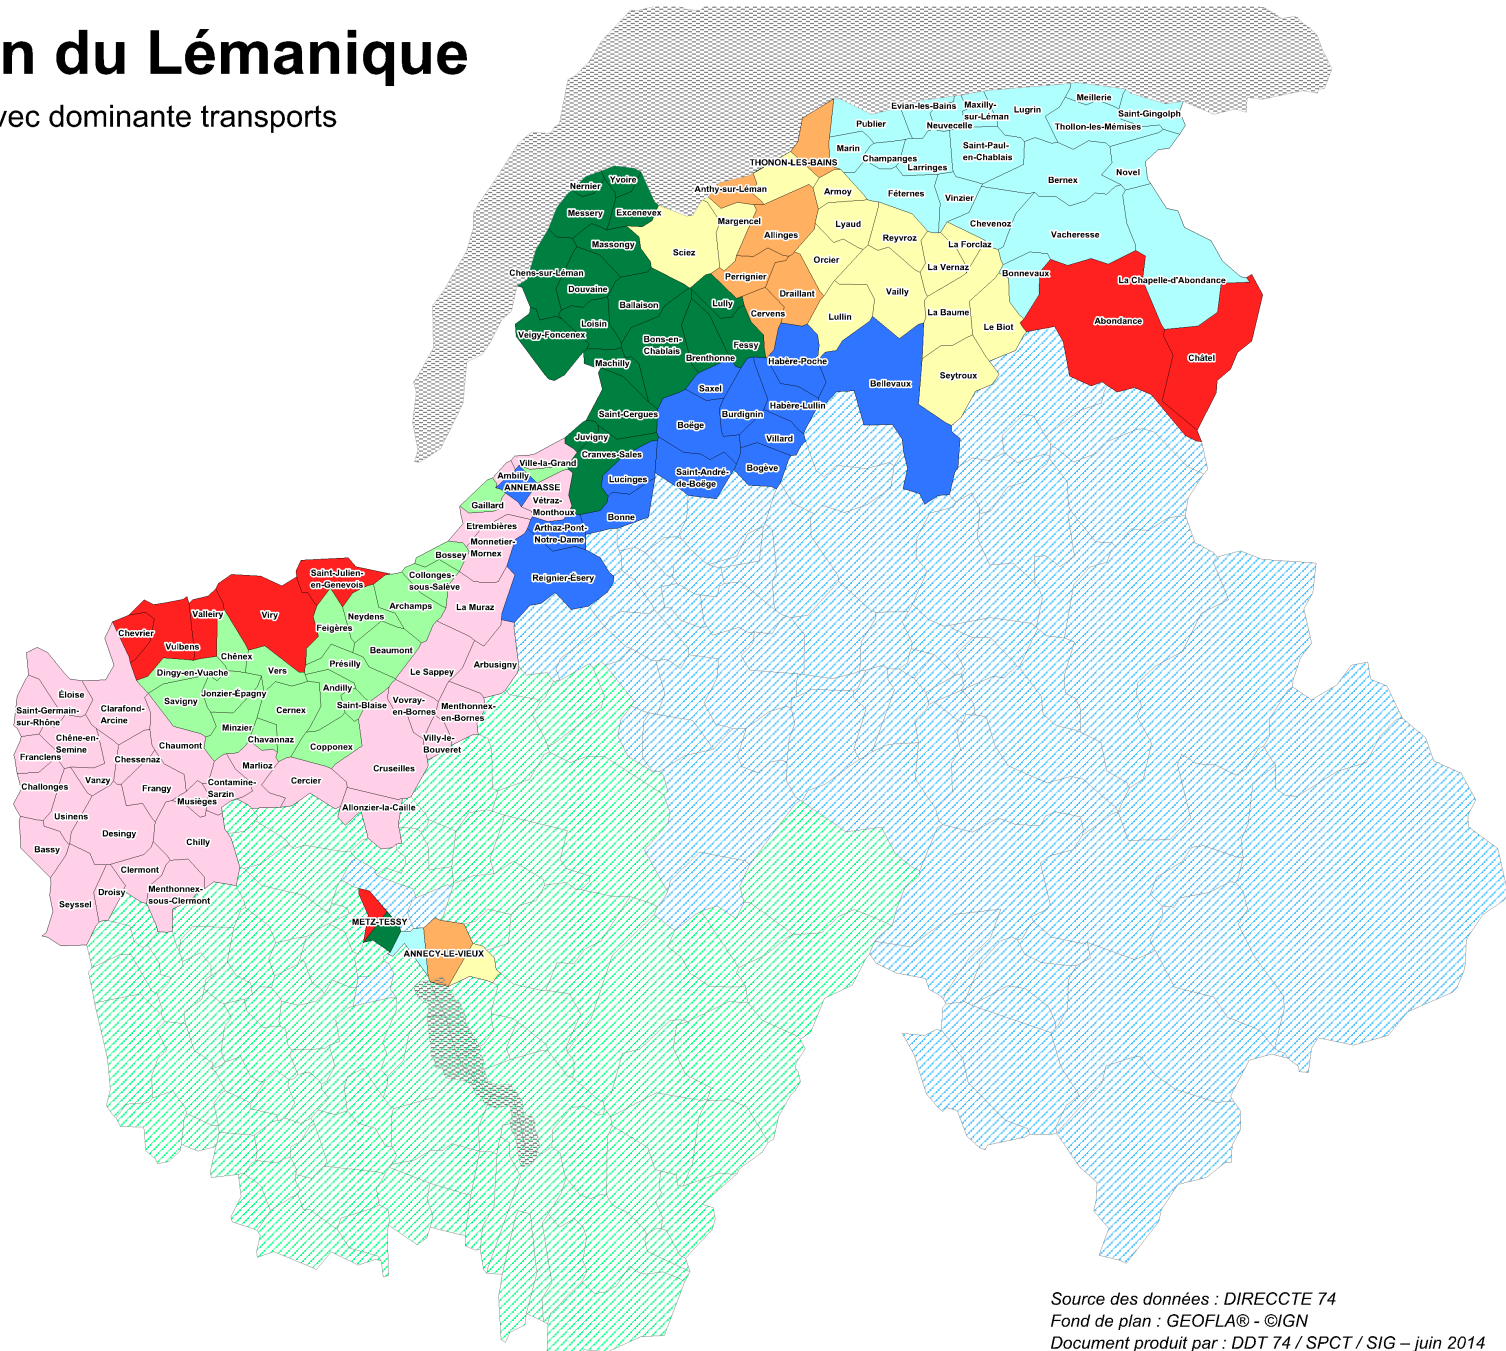 n du Lémanique
vec dominante transports
Meillerie
Evian-les-Bains
Maxilly-
sur-Léman
Lugrin
Saint-Gingolph
Publier
Neuvecelle
Thollon-les-Mémises
Marin
Saint-Paul-
en-Chablais
THONON-LES-BAINS
Champanges
Larringes
Novel
Yvoire
Nernier
Bernex
Anthy-sur-Léman
Armoy
Féternes
Vinzier
Messery
Excenevex
Margencel
Lyaud
Chevenoz
Allinges
Reyvroz
Vacheresse
Massongy
Sciez
La Forclaz
Orcier
La Vernaz
Chens-sur-Léman
Perrignier
Bonnevaux
La Chapelle-d'Abondance
Douvaine
Draillant
Vailly
Ballaison
Lully
Cervens
Lullin
La Baume
Abondance
Loisin
Le Biot
Veigy-Foncenex
Bons-en-
Chablais
Fessy
Brenthonne
Châtel
Machilly
Habère-Poche
Seytroux
Saxel
Bellevaux
Habère-Lullin
Saint-Cergues
Burdignin
Boëge
Juvigny
Villard
Cranves-Sales
Ville-la-Grand
Bogève
Ambilly
Lucinges
Saint-André-
de-Boëge
ANNEMASSE
Gaillard
Vétraz-
Monthoux
Bonne
Etrembières
Arthaz-Pont-
Notre-Dame
Monnetier-
Mornex
Bossey
Saint-Julien-
en-Genevois
Collonges-
sous-Salève
Reignier-Ésery
Archamps
La Muraz
Valleiry
Viry
Neydens
Feigères
Chevrier
Vulbens
Beaumont
Chênex
Présilly
Arbusigny
Dingy-en-Vuache
Vers
Le Sappey
Andilly
Éloise
Jonzier-Épagny
Savigny
Saint-Blaise
Vovray-
en-Bornes
Menthonnex-
en-Bornes
Saint-Germain-
sur-Rhône
Clarafond-
Arcine
Cernex
Minzier
Chavannaz
Chêne-en-
Semine
Chaumont
Copponex
Villy-le-
Bouveret
Franclens
Chessenaz
Marlioz
Cruseilles
Vanzy
Cercier
Challonges
Frangy
Contamine-
Sarzin
Musièges
Allonzier-la-Caille
Usinens
Desingy
Chilly
Bassy
Clermont
Droisy
Menthonnex-
sous-Clermont
Seyssel
METZ-TESSY
ANNECY-LE-VIEUX
Source des données : DIRECCTE 74
Fond de plan : GEOFLA® - ©IGN
Document produit par : DDT 74 / SPCT / SIG – juin 2014